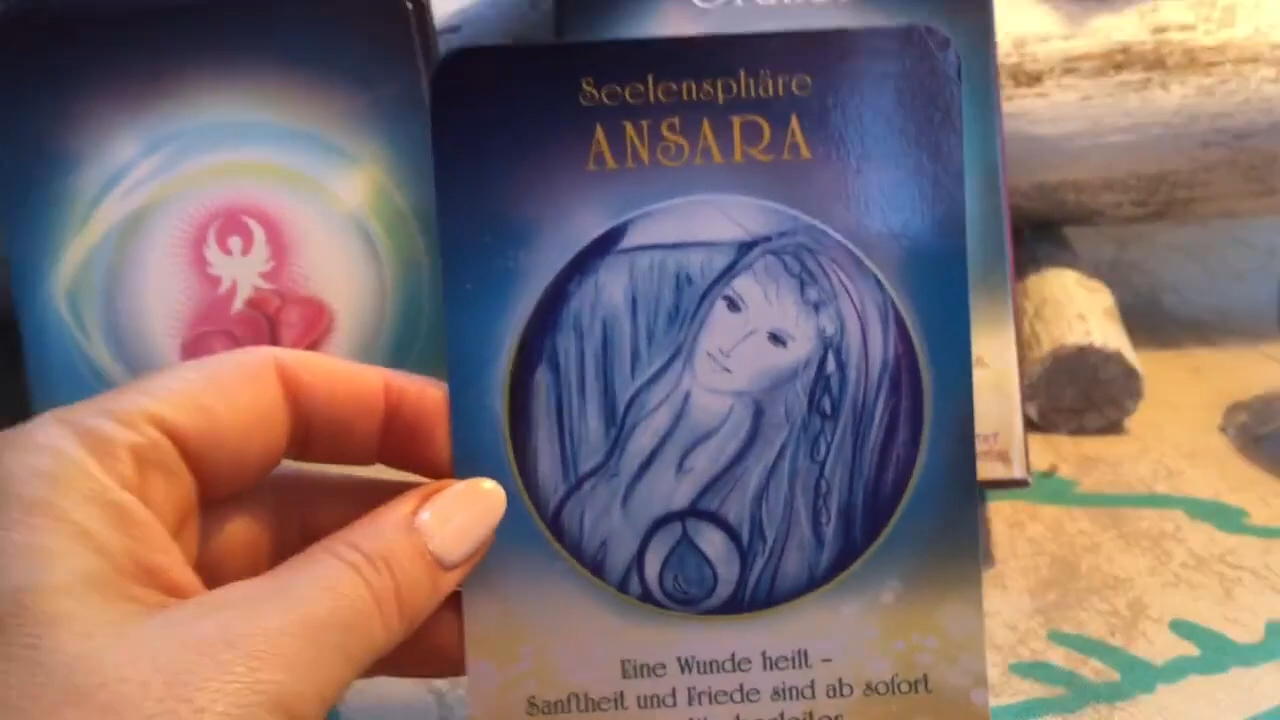 Seelensphäre
ANSARA
Eine Wunde heilt –
Sanftheit und Friede sind ab sofort